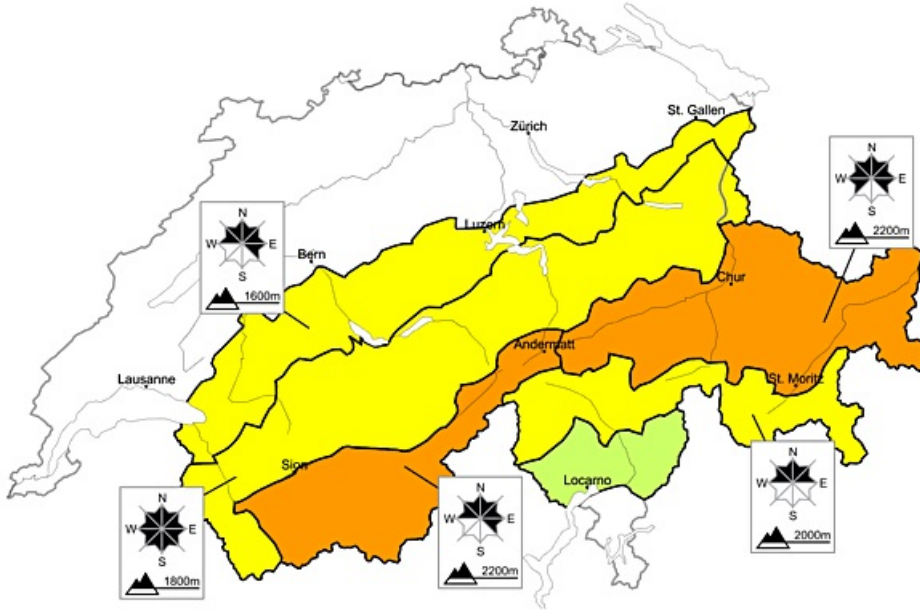 St. Gallen
Zürich
N
W E
S
2200m
N
W E
S
1600m
Luzern
Bern
Chur
Andermatt
Lausanne
St. Moritz
Sion
Locarno
N
W E
S
2000m
N
W E
S
2200m
N
W E
S
1800m